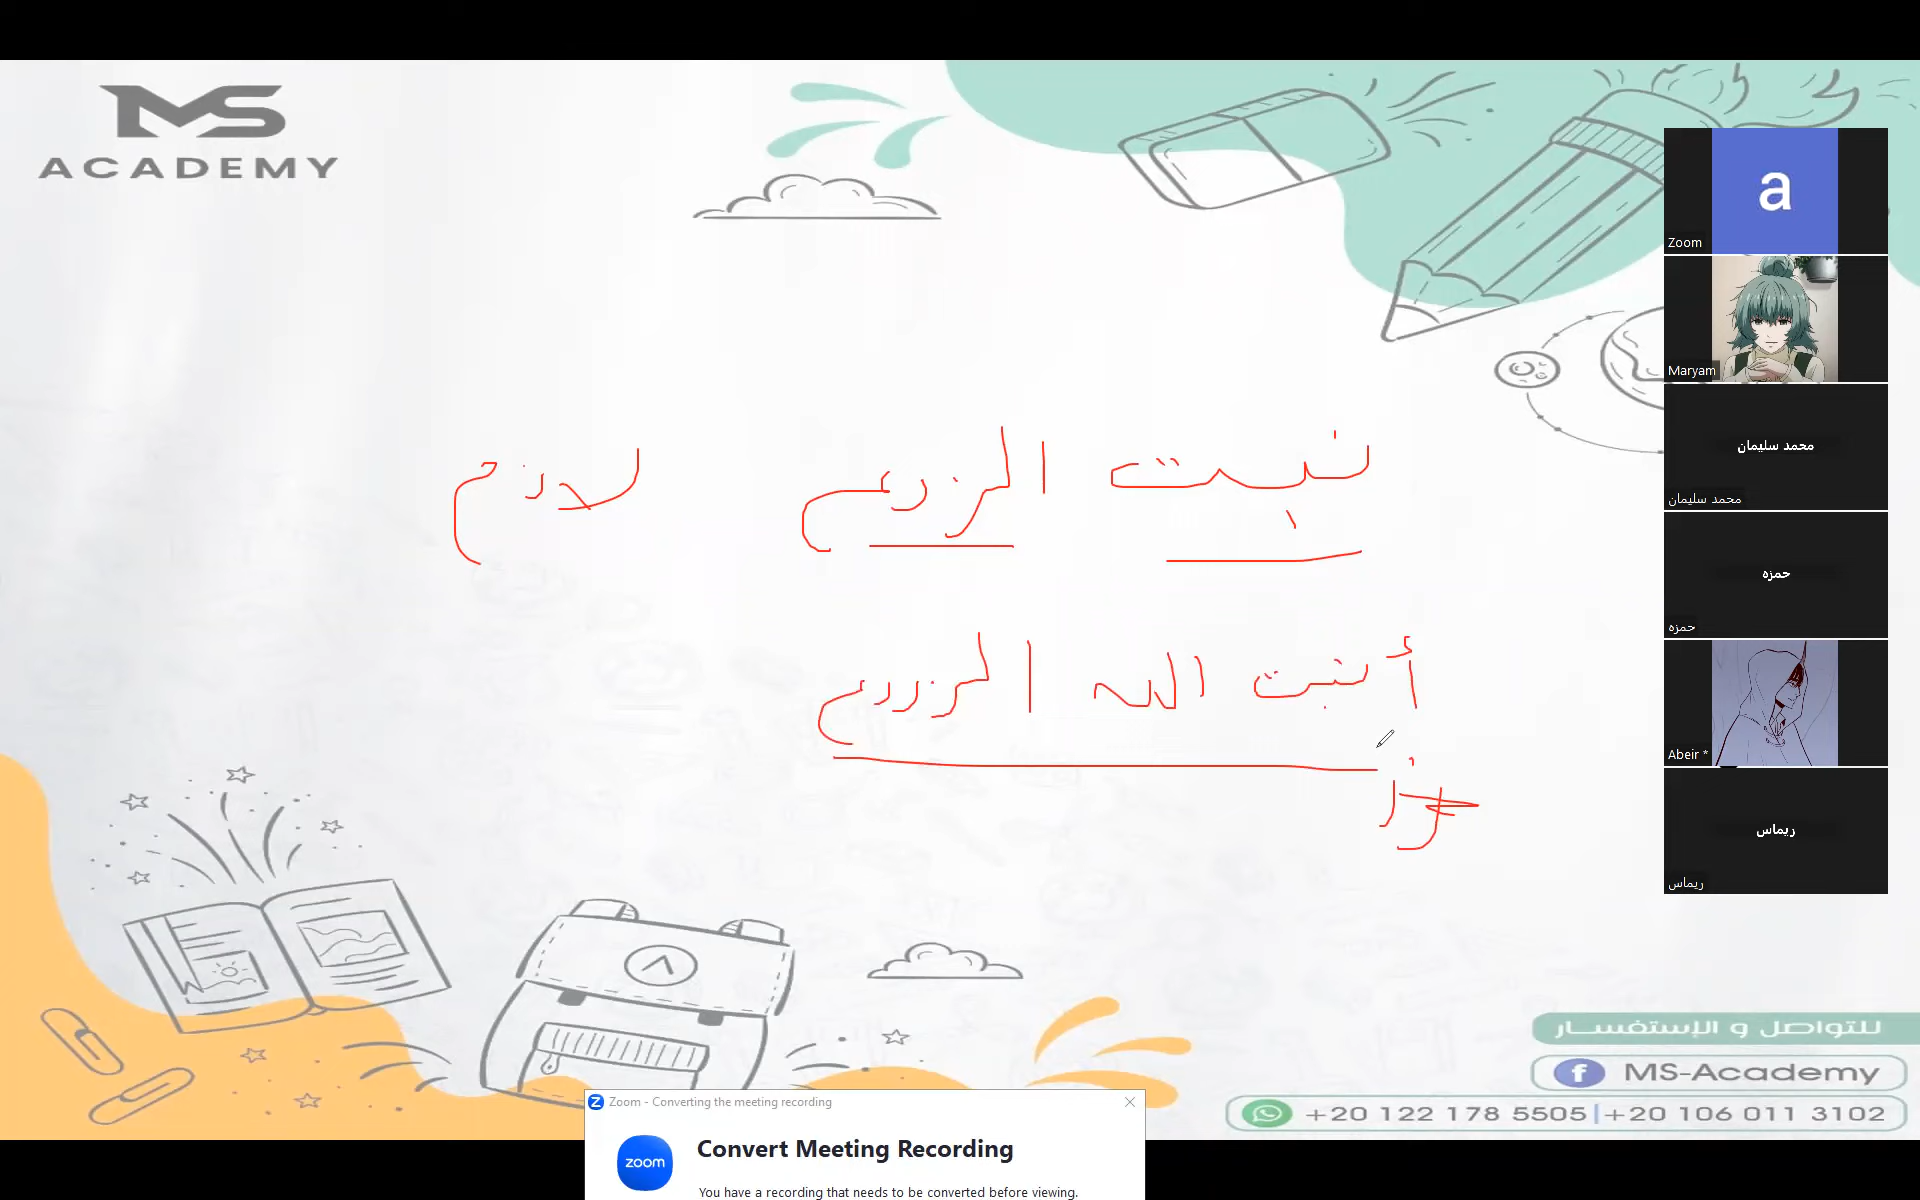 MS
ACADEMY
نبت الزرع لازم
أنبت الله الزرع
للتواصل و الإستفسار
MS-Academy
+20 122 178 5505 | +20 106 011 3102
a
Zoom
Maryam
محمد سليمان
محمد سليمان
حمزه
حمزه
Abeir *
ريماس
ريماس
Zoom - Converting the meeting recording
zoom
Convert Meeting Recording
You have a recording that needs to be converted before viewing.